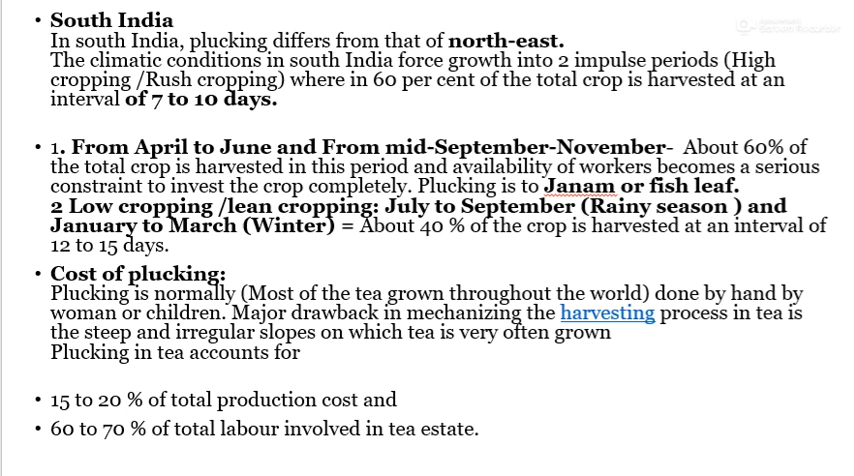 • South India
In south India, plucking differs from that of north-east.
The climatic conditions in south India force growth into 2 impulse periods (High
cropping /Rush cropping) where in 60 per cent of the total crop is harvested at an
interval of 7 to 10 days.
• 1. From April to June and From mid-September-November- About 60% of
the total crop is harvested in this period and availability of workers becomes a serious
constraint to invest the crop completely. Plucking is to Janam or fish leaf.
2 Low cropping /lean cropping: July to September (Rainy season ) and
January to March (Winter) = About 40 % of the crop is harvested at an interval of
12 to 15 days.
• Cost of plucking:
Plucking is normally (Most of the tea grown throughout the world) done by hand by
woman or children. Major drawback in mechanizing the harvesting process in tea is
the steep and irregular slopes on which tea is very often grown
Plucking in tea accounts for
• 15 to 20 % of total production cost and
• 60 to 70 % of total labour involved in tea estate.